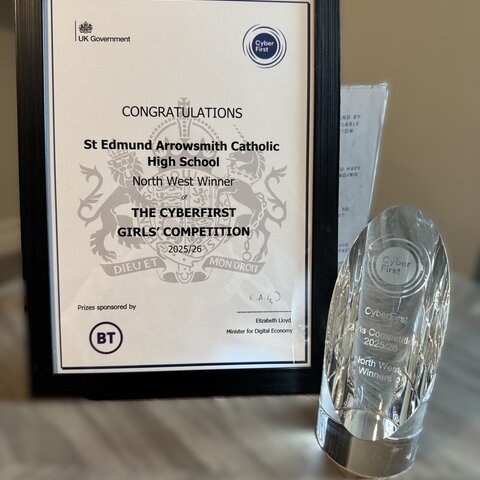 UK Government
Cyber
First
CONGRATULATIONS
St Edmund Arrowsmith Catholic
High School
North West Winner
of
THE CYBERFIRST
GIRLS' COMPETITION
2025/26
DIEU ET MON DROIT
Prizes sponsored by
BT
Elizabeth Lloyd
Minister for Digital Economy
Cyber
First
CyberFirst
Girls Competition
2025/26
North West
Winners